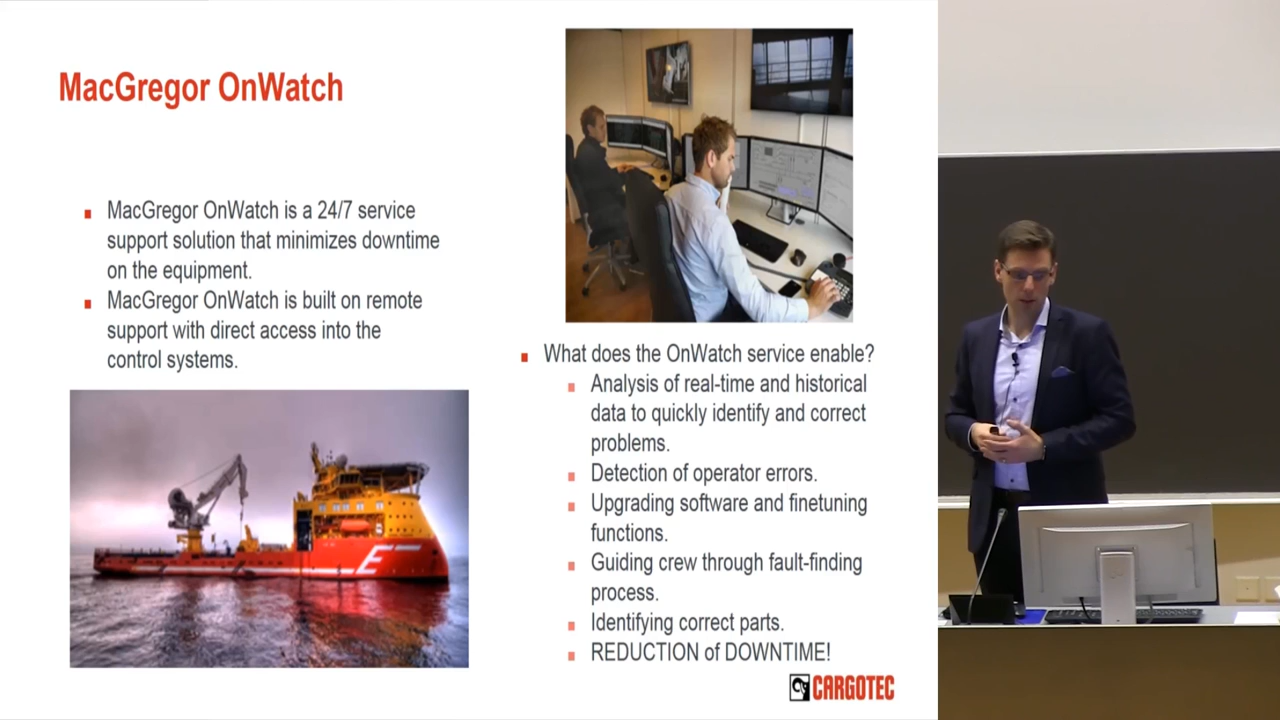 MacGregor OnWatch
▪ MacGregor OnWatch is a 24/7 service
support solution that minimizes downtime
on the equipment.
▪ MacGregor OnWatch is built on remote
support with direct access into the
control systems.
▪ What does the OnWatch service enable?
▪ Analysis of real-time and historical
data to quickly identify and correct
problems.
▪ Detection of operator errors.
▪ Upgrading software and finetuning
functions.
▪ Guiding crew through fault-finding
process.
▪ Identifying correct parts.
▪ REDUCTION of DOWNTIME!
CARGOTEC